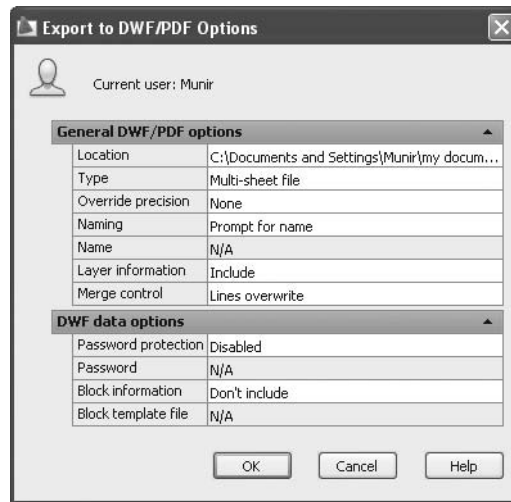 Export to DWF/PDF Options
Current user: Munir
General DWF/PDF options
Location C:\Documents and Settings\Munir\my docum...
Type Multi-sheet file
Override precision None
Naming Prompt for name
Name N/A
Layer information Include
Merge control Lines overwrite
DWF data options
Password protection Disabled
Password N/A
Block information Don't include
Block template file N/A
OK Cancel Help